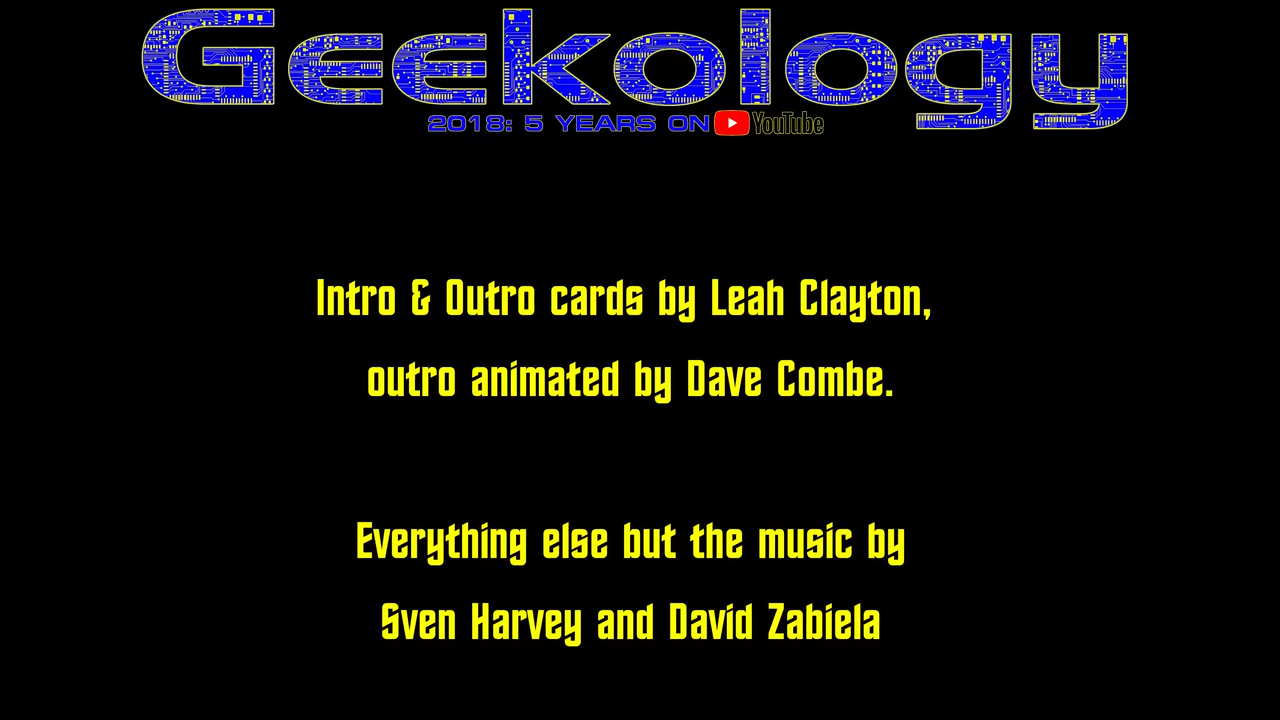 Geekology
2018: 5 YEARS ON YouTube
Intro & Outro cards by Leah Clayton,
outro animated by Dave Combe.
Everything else but the music by
Sven Harvey and David Zabiela